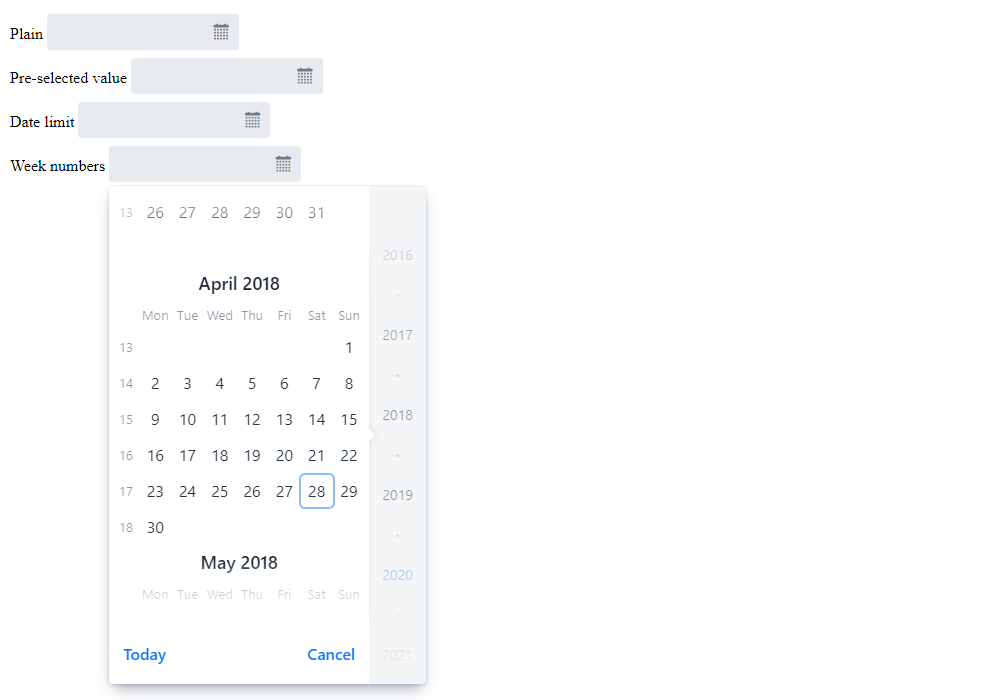 Plain
Pre-selected value
Date limit
Week numbers
13 26 27 28 29 30 31
April 2018
Mon Tue Wed Thu Fri Sat Sun
13 1
14 2 3 4 5 6 7 8
15 9 10 11 12 13 14 15
16 16 17 18 19 20 21 22
17 23 24 25 26 27 28 29
18 30
May 2018
Mon Tue Wed Thu Fri Sat Sun
Today Cancel
2016
2017
2018
2019
2020
2021